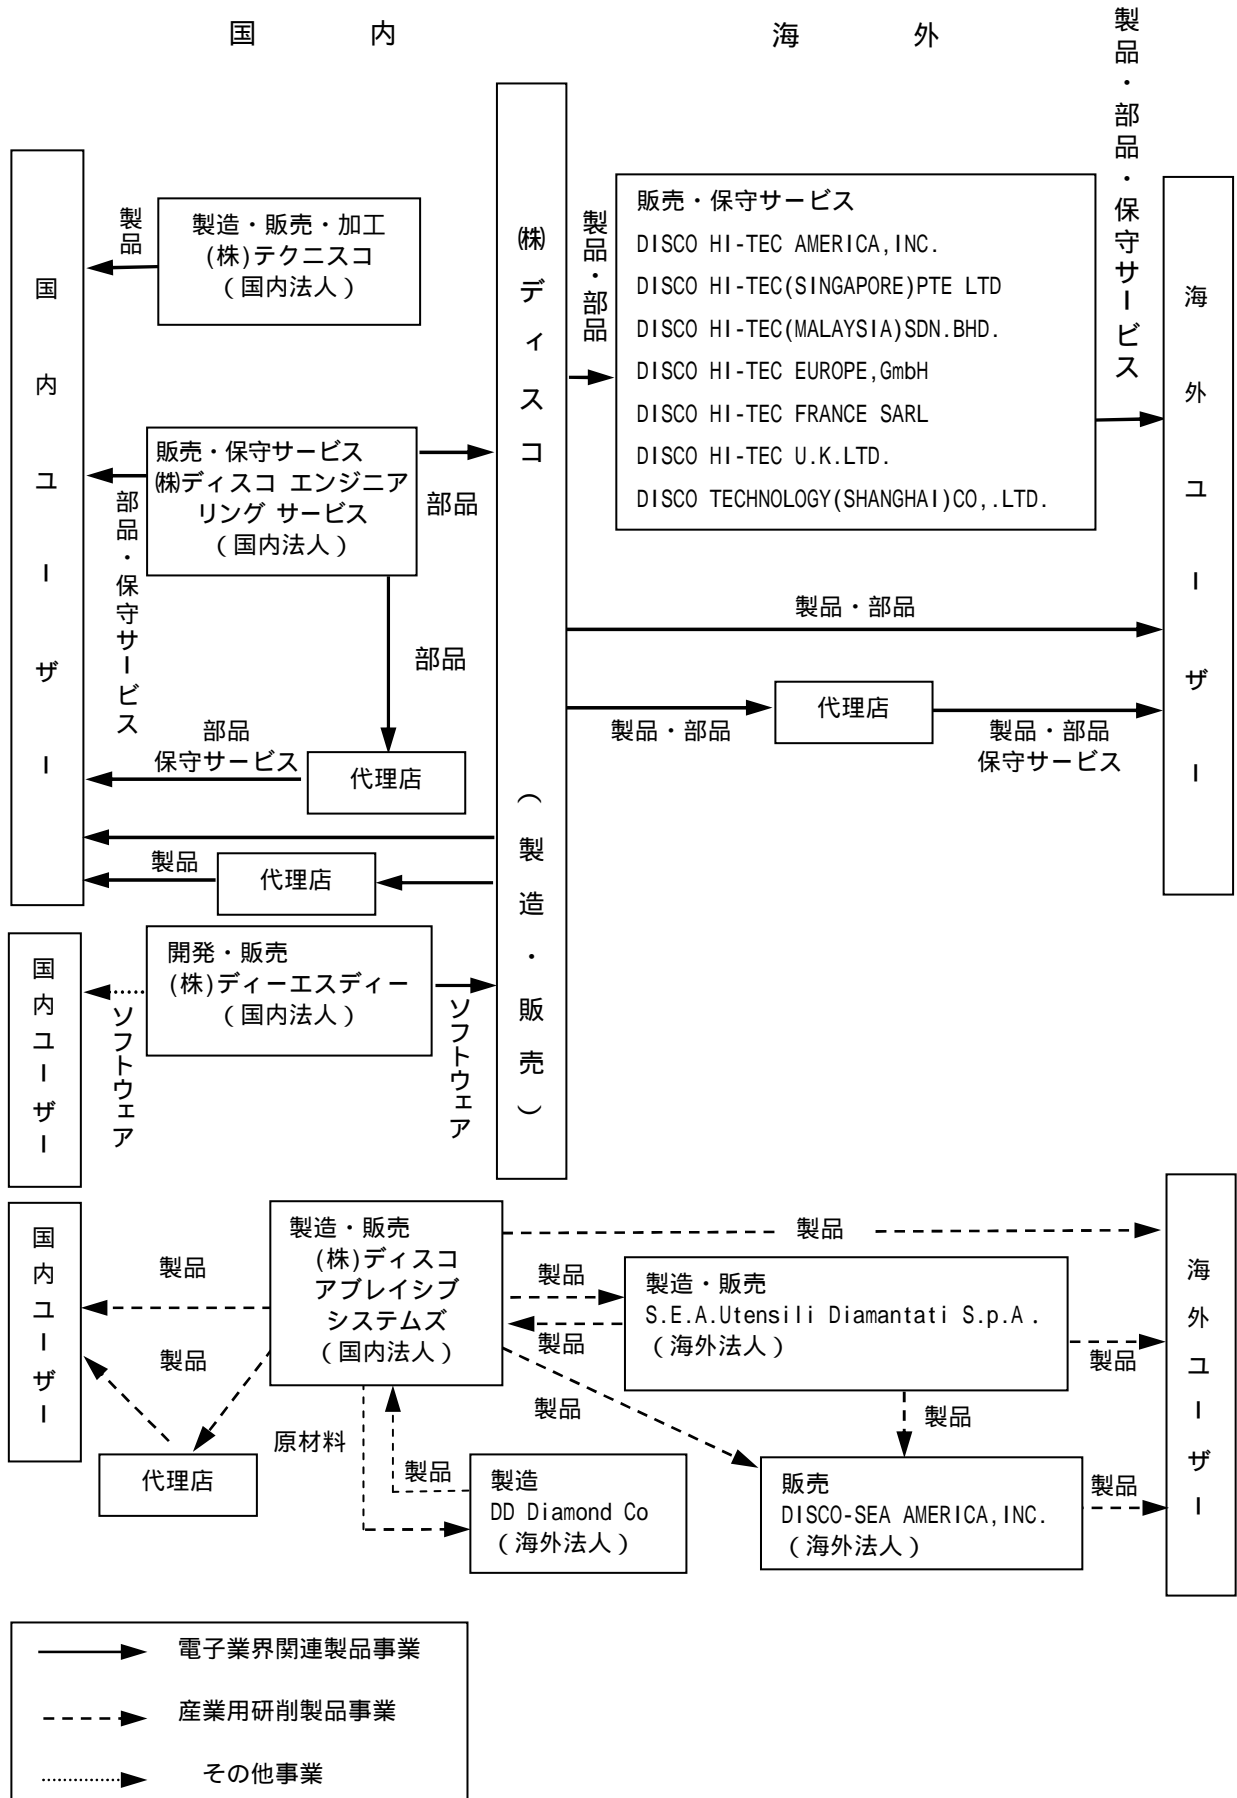 国内
海外
製品・部品・保守サービス
国内ユーザー
製品
製造・販売・加工
(株)テクニスコ
(国内法人)
㈱ディスコ(製造・販売)
製品・部品
販売・保守サービス
DISCO HI-TEC AMERICA,INC.
DISCO HI-TEC(SINGAPORE)PTE LTD
DISCO HI-TEC(MALAYSIA)SDN.BHD.
DISCO HI-TEC EUROPE,GmbH
DISCO HI-TEC FRANCE SARL
DISCO HI-TEC U.K.LTD.
DISCO TECHNOLOGY(SHANGHAI)CO,.LTD.
海外ユーザー
販売・保守サービス
㈱ディスコ エンジニア
リング サービス
(国内法人)
部品
部品・保守サービス
部品
部品
保守サービス
代理店
製品・部品
製品・部品
代理店
製品・部品
保守サービス
製品
代理店
国内ユーザー
ソフトウェア
開発・販売
(株)ディーエスディー
(国内法人)
ソフトウェア
国内ユーザー
製品
製品
代理店
製造・販売
(株)ディスコ
アブレイシブ
システムズ
(国内法人)
製品
製品
製品
製造・販売
S.E.A.Utensili Diamantati S.p.A.
(海外法人)
製品
海外ユーザー
製品
製品
原材料
製品
製造
DD Diamond Co
(海外法人)
販売
DISCO-SEA AMERICA,INC.
(海外法人)
製品
電子業界関連製品事業
産業用研削製品事業
その他事業